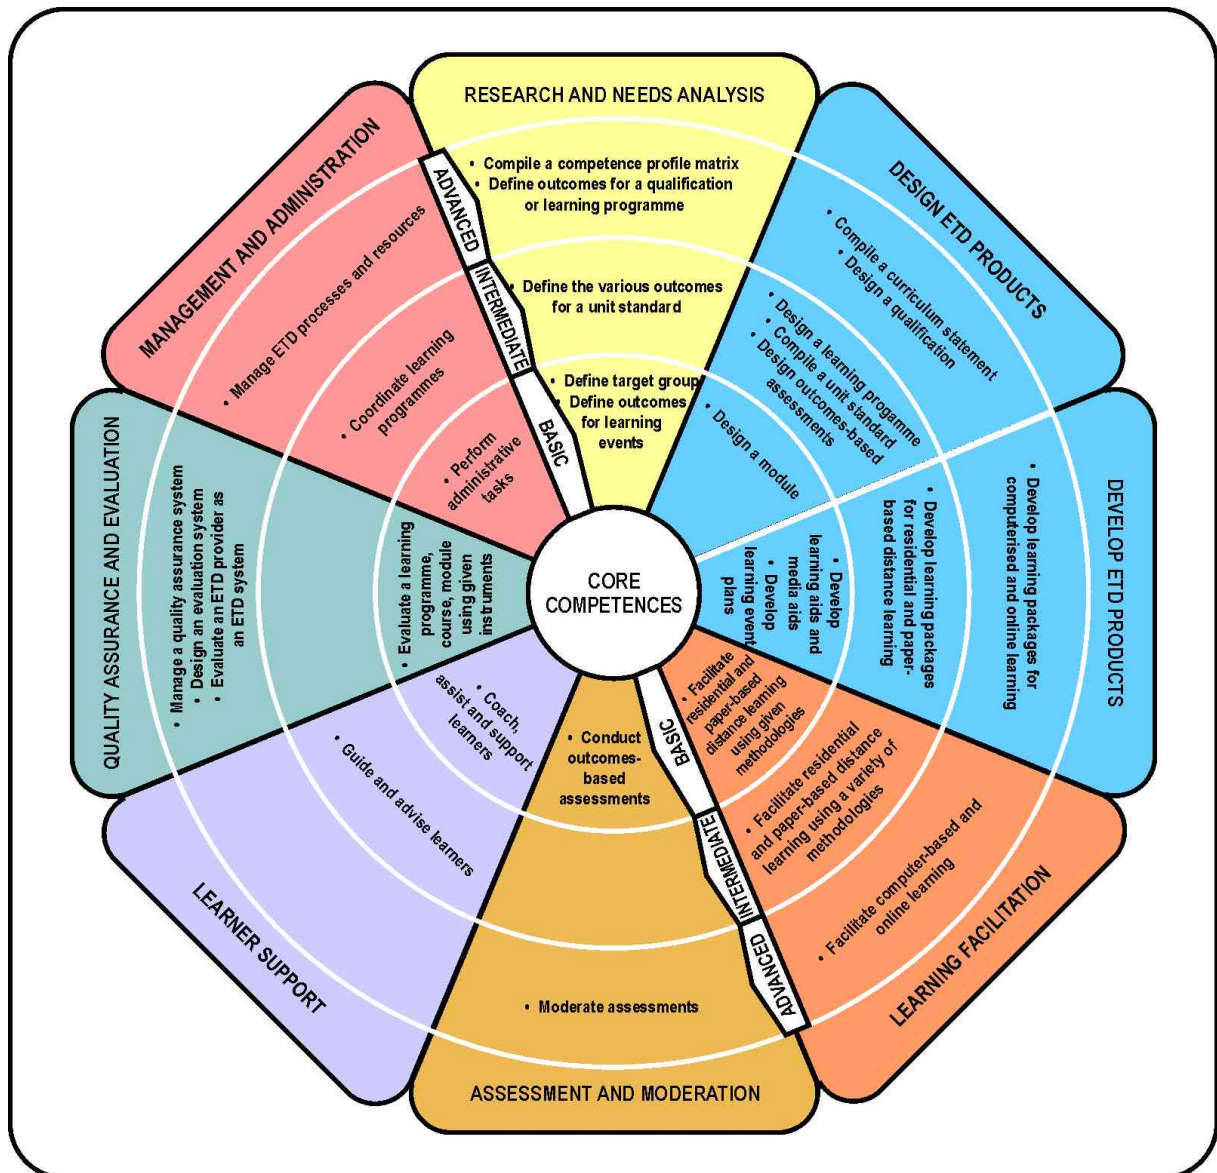 RESEARCH AND NEEDS ANALYSIS
• Compile a competence profile matrix
• Define outcomes for a qualification
or learning programme
• Define the various outcomes
for a unit standard
• Define target group
• Define outcomes
for learning
events
DESIGN ETD PRODUCTS
• Compile a curriculum statement
• Design a qualification
• Design a learning progamme
• Compile a unit standard
• Design outcomes-based
assessments
• Design a module
DEVELOP ETD PRODUCTS
• Develop learning packages for
computerised and online learning
• Develop learning packages
for residential and paper-
based distance learning
• Develop
learning aids and
media aids
• Develop
learning event
plans
LEARNING FACILITATION
• Facilitate
residential and
paper-based
distance learning
using given
methodologies
• Facilitate residential
and paper-based distance
learning using a variety of
methodologies
• Facilitate computer-based and
online learning
ASSESSMENT AND MODERATION
• Conduct
outcomes-
based
assessments
• Moderate assessments
LEARNER SUPPORT
• Coach,
assist and support
learners
• Guide and advise learners
QUALITY ASSURANCE AND EVALUATION
• Manage a quality assurance system
• Design an evaluation system
• Evaluate an ETD provider as
an ETD system
• Evaluate a learning
programme,
course, module
using given
instruments
MANAGEMENT AND ADMINISTRATION
• Manage ETD processes and resources
• Coordinate learning
programmes
• Perform
administrative
tasks
ADVANCED
INTERMEDIATE
BASIC
CORE
COMPETENCES
BASIC
INTERMEDIATE
ADVANCED